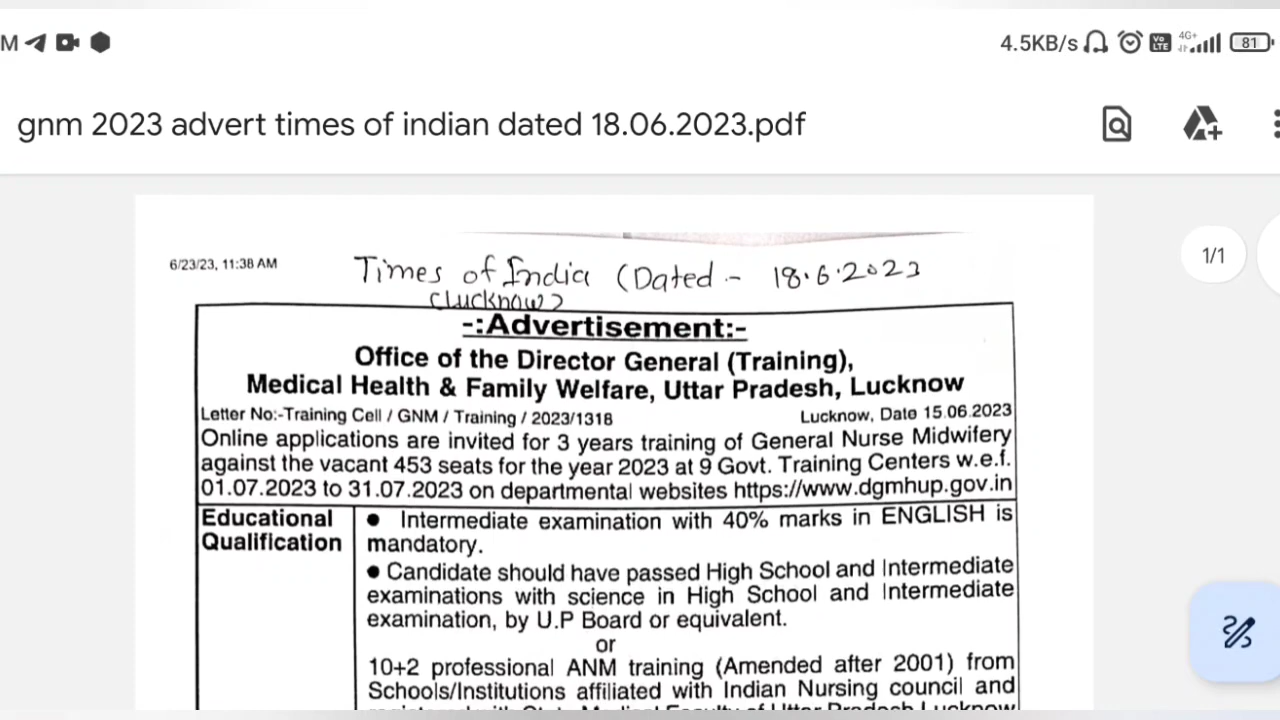 M
4.5KB/s
Vo LTE
4G+
81
gnm 2023 advert times of indian dated 18.06.2023.pdf
1/1
6/23/23, 11:38 AM
Times of India (Dated :- 18.6.2023
(Lucknow)
-:Advertisement:-
Office of the Director General (Training),
Medical Health & Family Welfare, Uttar Pradesh, Lucknow
Letter No:-Training Cell / GNM / Training / 2023/1318 Lucknow, Date 15.06.2023
Online applications are invited for 3 years training of General Nurse Midwifery
against the vacant 453 seats for the year 2023 at 9 Govt. Training Centers w.e.f.
01.07.2023 to 31.07.2023 on departmental websites https://www.dgmhup.gov.in
Educational
Qualification
● Intermediate examination with 40% marks in ENGLISH is
mandatory.
● Candidate should have passed High School and Intermediate
examinations with science in High School and Intermediate
examination, by U.P Board or equivalent.
or
10+2 professional ANM training (Amended after 2001) from
Schools/Institutions affiliated with Indian Nursing council and